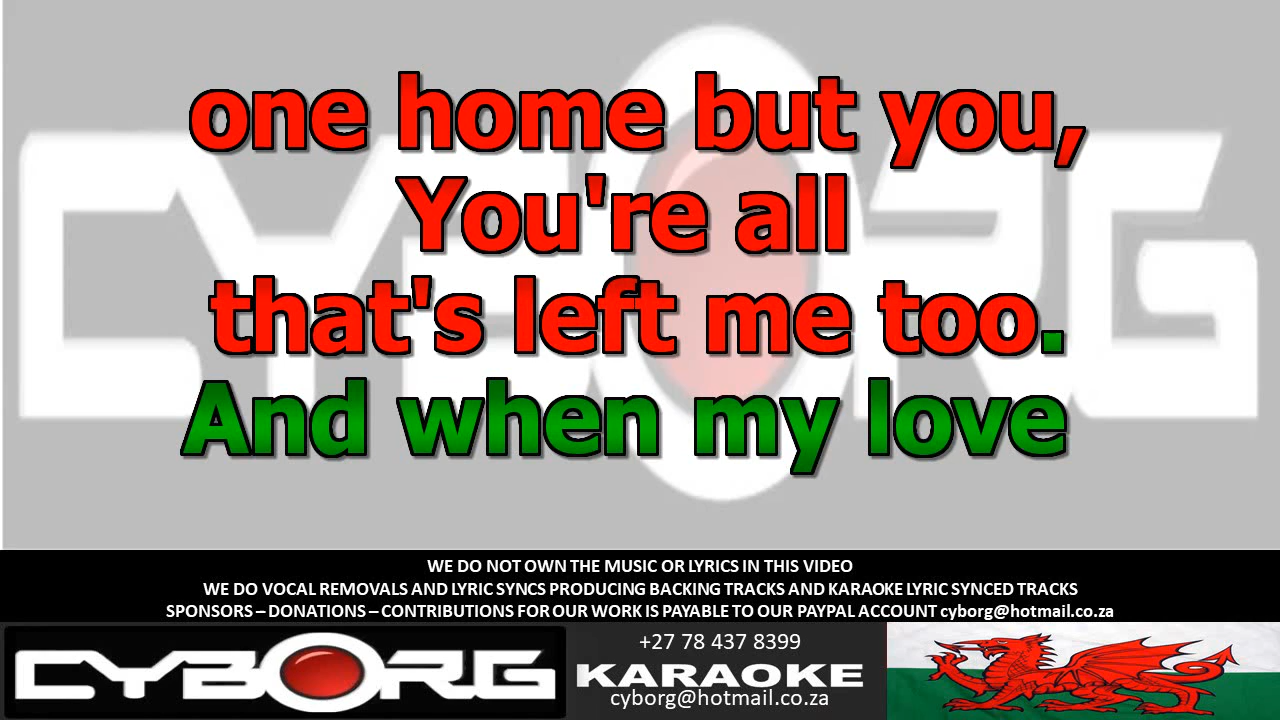 one home but you,
You're all
that's left me too.
And when my love
WE DO NOT OWN THE MUSIC OR LYRICS IN THIS VIDEO
WE DO VOCAL REMOVALS AND LYRIC SYNCS PRODUCING BACKING TRACKS AND KARAOKE LYRIC SYNCED TRACKS
SPONSORS – DONATIONS – CONTRIBUTIONS FOR OUR WORK IS PAYABLE TO OUR PAYPAL ACCOUNT cyborg@hotmail.co.za
CYBORG
+27 78 437 8399
KARAOKE
cyborg@hotmail.co.za
CYBORG